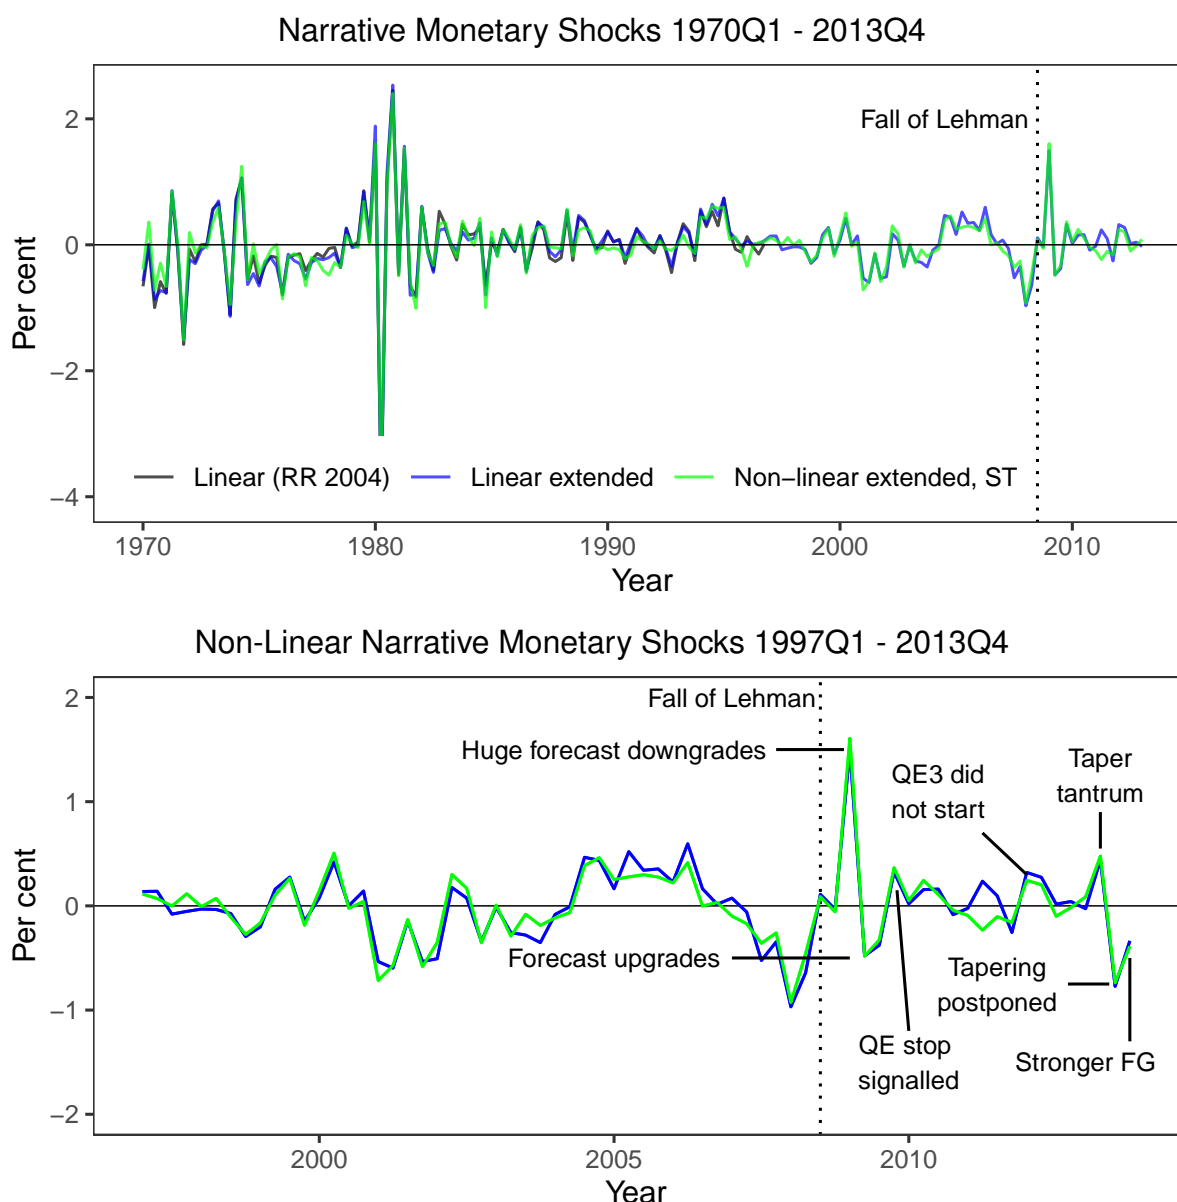 Narrative Monetary Shocks 1970Q1 - 2013Q4
Per cent
2
0
−2
−4
Fall of Lehman
Linear (RR 2004) Linear extended Non−linear extended, ST
1970 1980 1990 2000 2010
Year
Non-Linear Narrative Monetary Shocks 1997Q1 - 2013Q4
Per cent
2
1
0
−1
−2
Fall of Lehman
Huge forecast downgrades
QE3 did
not start
Taper
tantrum
Forecast upgrades
Tapering
postponed
QE stop
signalled
Stronger FG
2000 2005 2010
Year